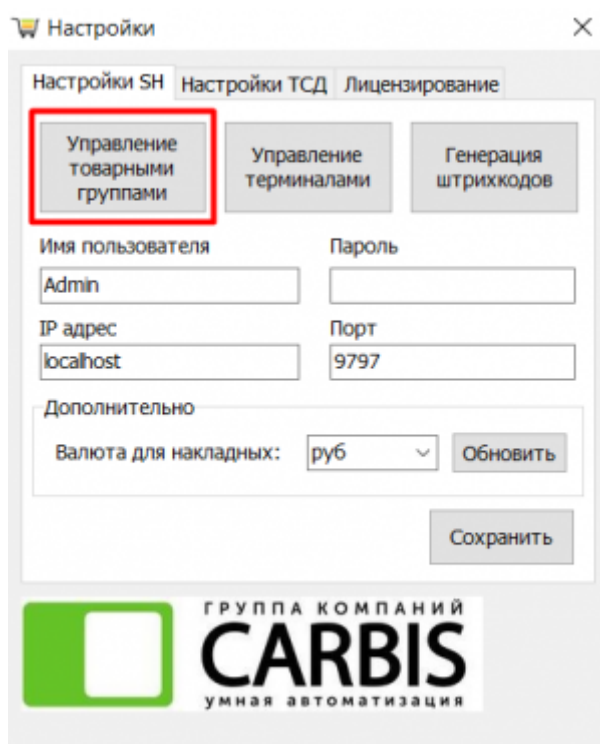 Настройки
Настройки SH Настройки ТСД Лицензирование
Управление
товарными
группами
Управление
терминалами
Генерация
штрихкодов
Имя пользователя Пароль
Admin
IP адрес Порт
localhost 9797
Дополнительно
Валюта для накладных: руб Обновить
Сохранить
ГРУППА КОМПАНИЙ
CARBIS
умная автоматизация